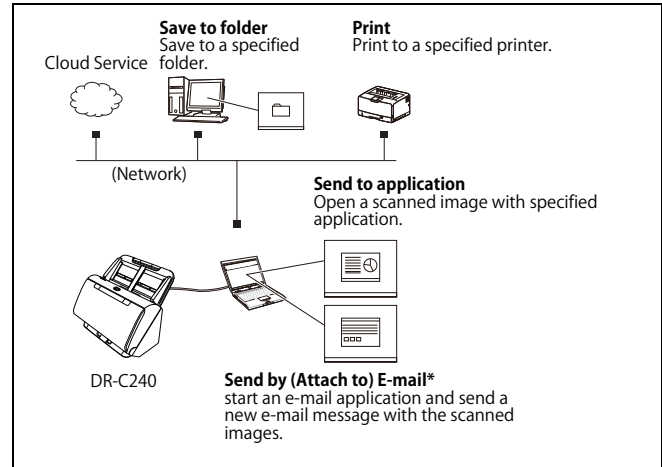 Save to folder
Save to a specified
folder.
Print
Print to a specified printer.
Cloud Service
(Network)
Send to application
Open a scanned image with specified
application.
DR-C240
Send by (Attach to) E-mail*
start an e-mail application and send a
new e-mail message with the scanned
images.